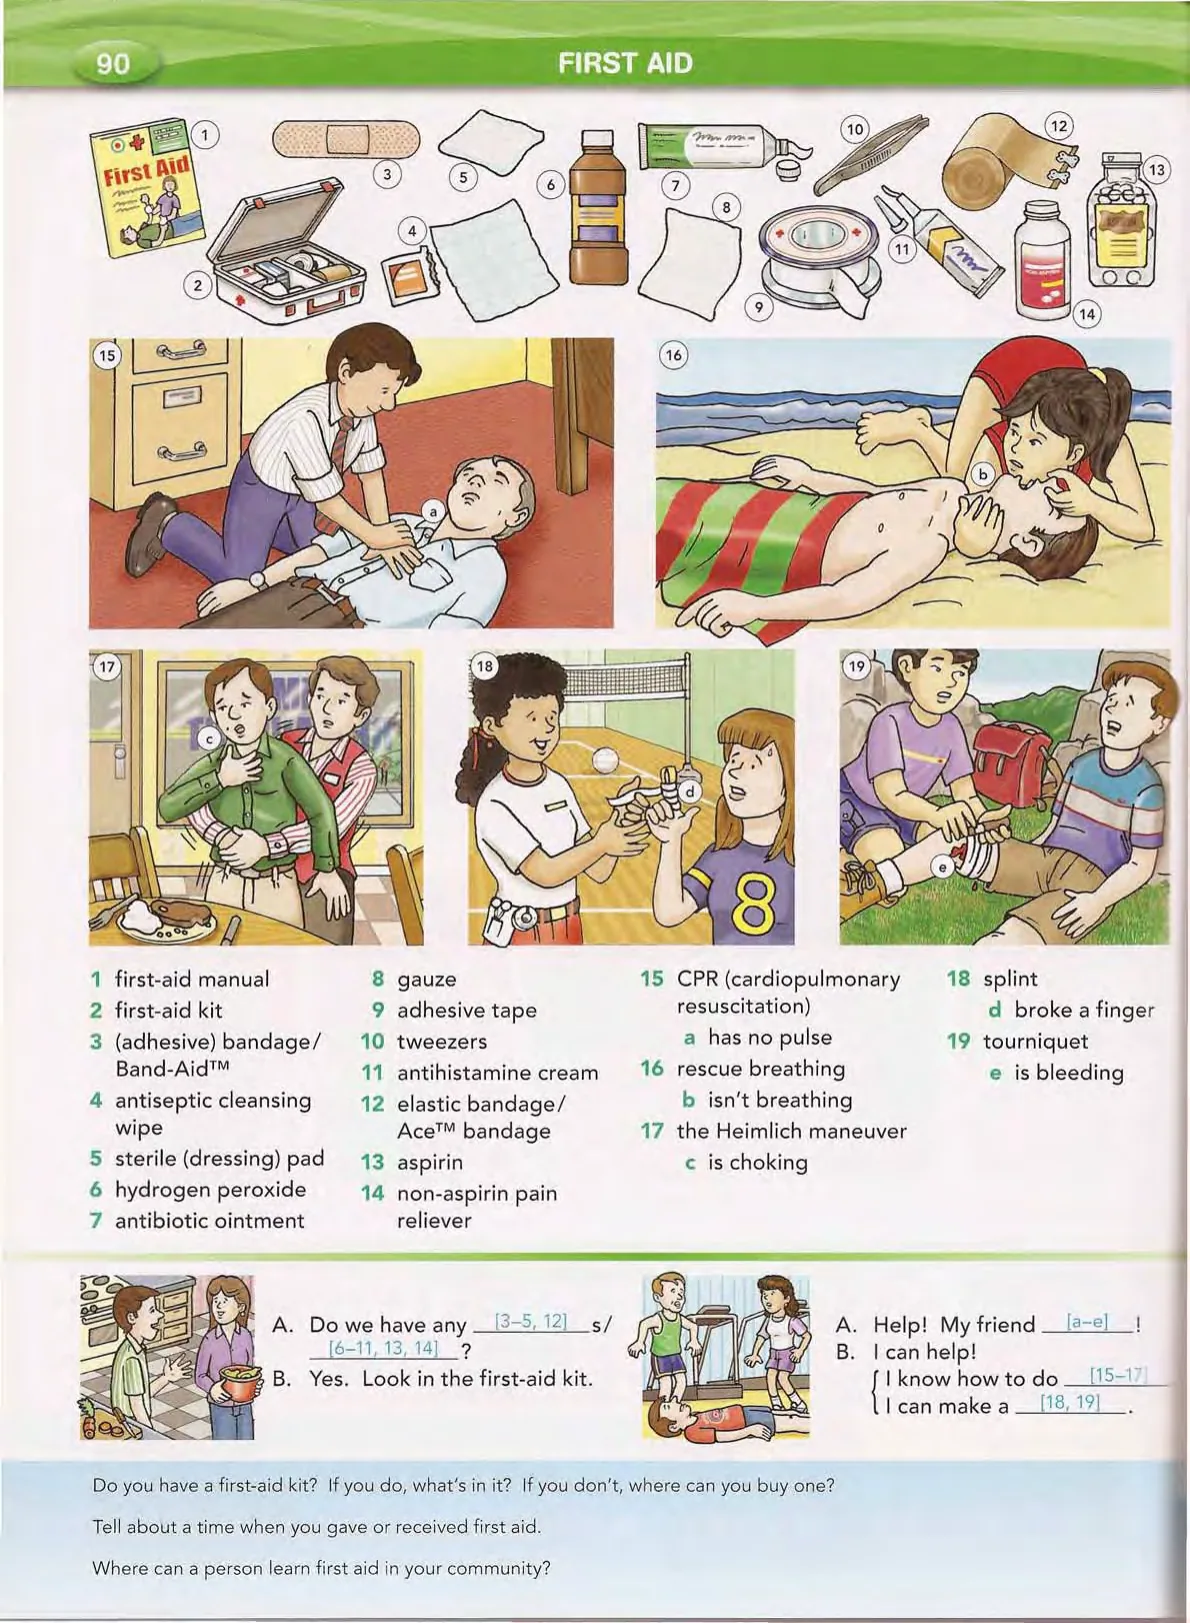 90
FIRST AID
1
2
3
4
5
6
7
8
9
10
11
12
13
14
First Aid
15
a
16
b
17
c
18
d
8
19
e
1 first-aid manual
2 first-aid kit
3 (adhesive) bandage/
Band-Aid™
4 antiseptic cleansing
wipe
5 sterile (dressing) pad
6 hydrogen peroxide
7 antibiotic ointment
8 gauze
9 adhesive tape
10 tweezers
11 antihistamine cream
12 elastic bandage/
Ace™ bandage
13 aspirin
14 non-aspirin pain
reliever
15 CPR (cardiopulmonary
resuscitation)
a has no pulse
16 rescue breathing
b isn't breathing
17 the Heimlich maneuver
c is choking
18 splint
d broke a finger
19 tourniquet
e is bleeding
A. Do we have any [3–5, 12] s/
[6–11, 13, 14] ?
B. Yes. Look in the first-aid kit.
A. Help! My friend [a–e] !
B. I can help!
I know how to do [15–17]
I can make a [18, 19] .
Do you have a first-aid kit? If you do, what's in it? If you don't, where can you buy one?
Tell about a time when you gave or received first aid.
Where can a person learn first aid in your community?